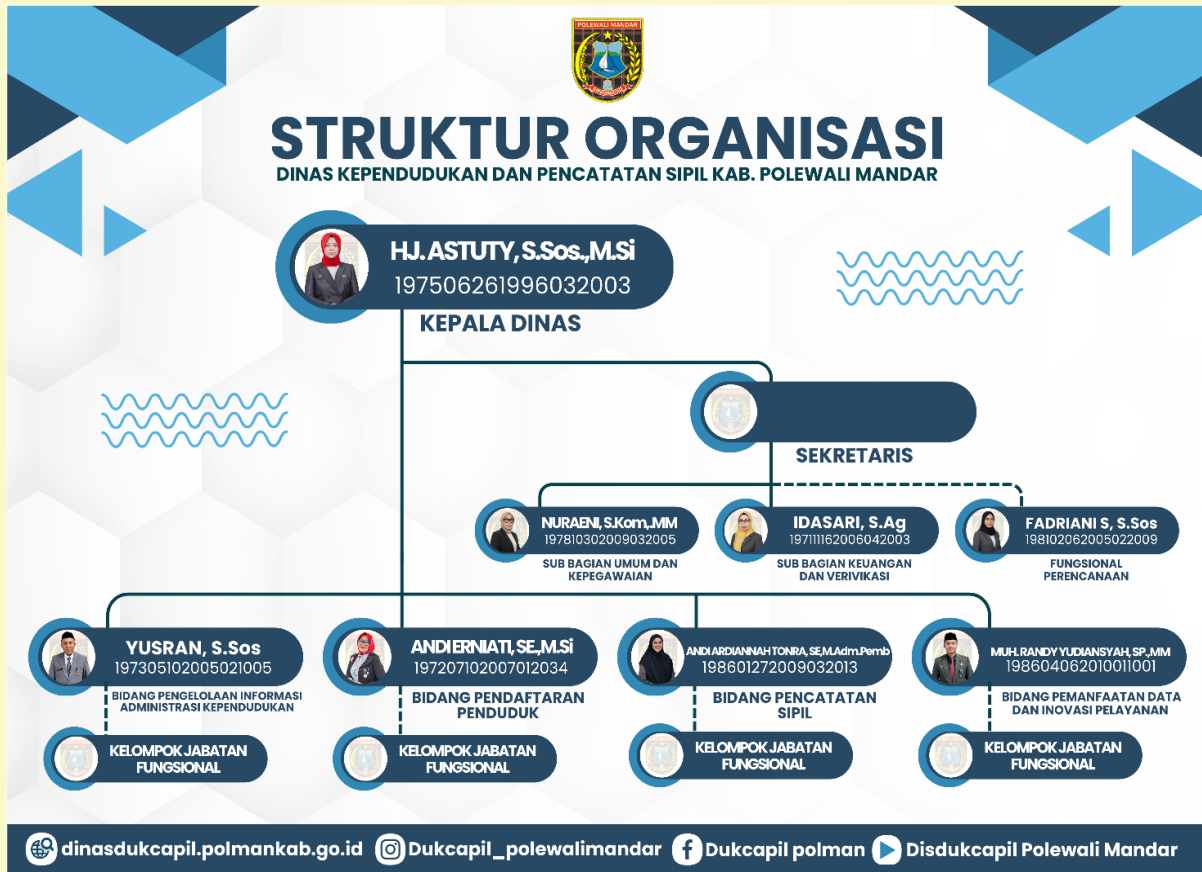 POLEWALI MANDAR
STRUKTUR ORGANISASI
DINAS KEPENDUDUKAN DAN PENCATATAN SIPIL KAB. POLEWALI MANDAR
HJ. ASTUTY, S.Sos.,M.Si
197506261996032003
KEPALA DINAS
SEKRETARIS
NURAENI, S.Kom,.MM
197810302009032005
SUB BAGIAN UMUM DAN
KEPEGAWAIAN
IDASARI, S.Ag
197111162006042003
SUB BAGIAN KEUANGAN
DAN VERIVIKASI
FADRIANI S, S.Sos
198102062005022009
FUNGSIONAL
PERENCANAAN
YUSRAN, S.Sos
197305102005021005
BIDANG PENGELOLAAN INFORMASI
ADMINISTRASI KEPENDUDUKAN
ANDI ERNIATI, SE,.M.Si
197207102007012034
BIDANG PENDAFTARAN
PENDUDUK
ANDI ARDIANNAH TONRA, SE,M.Adm.Pemb
198601272009032013
BIDANG PENCATATAN
SIPIL
MUH. RANDY YUDIANSYAH, SP.,MM
198604062010011001
BIDANG PEMANFAATAN DATA
DAN INOVASI PELAYANAN
KELOMPOK JABATAN
FUNGSIONAL
KELOMPOK JABATAN
FUNGSIONAL
KELOMPOK JABATAN
FUNGSIONAL
KELOMPOK JABATAN
FUNGSIONAL
dinasdukcapil.polmankab.go.id
Dukcapil_polewalimandar
Dukcapil polman
Disdukcapil Polewali Mandar